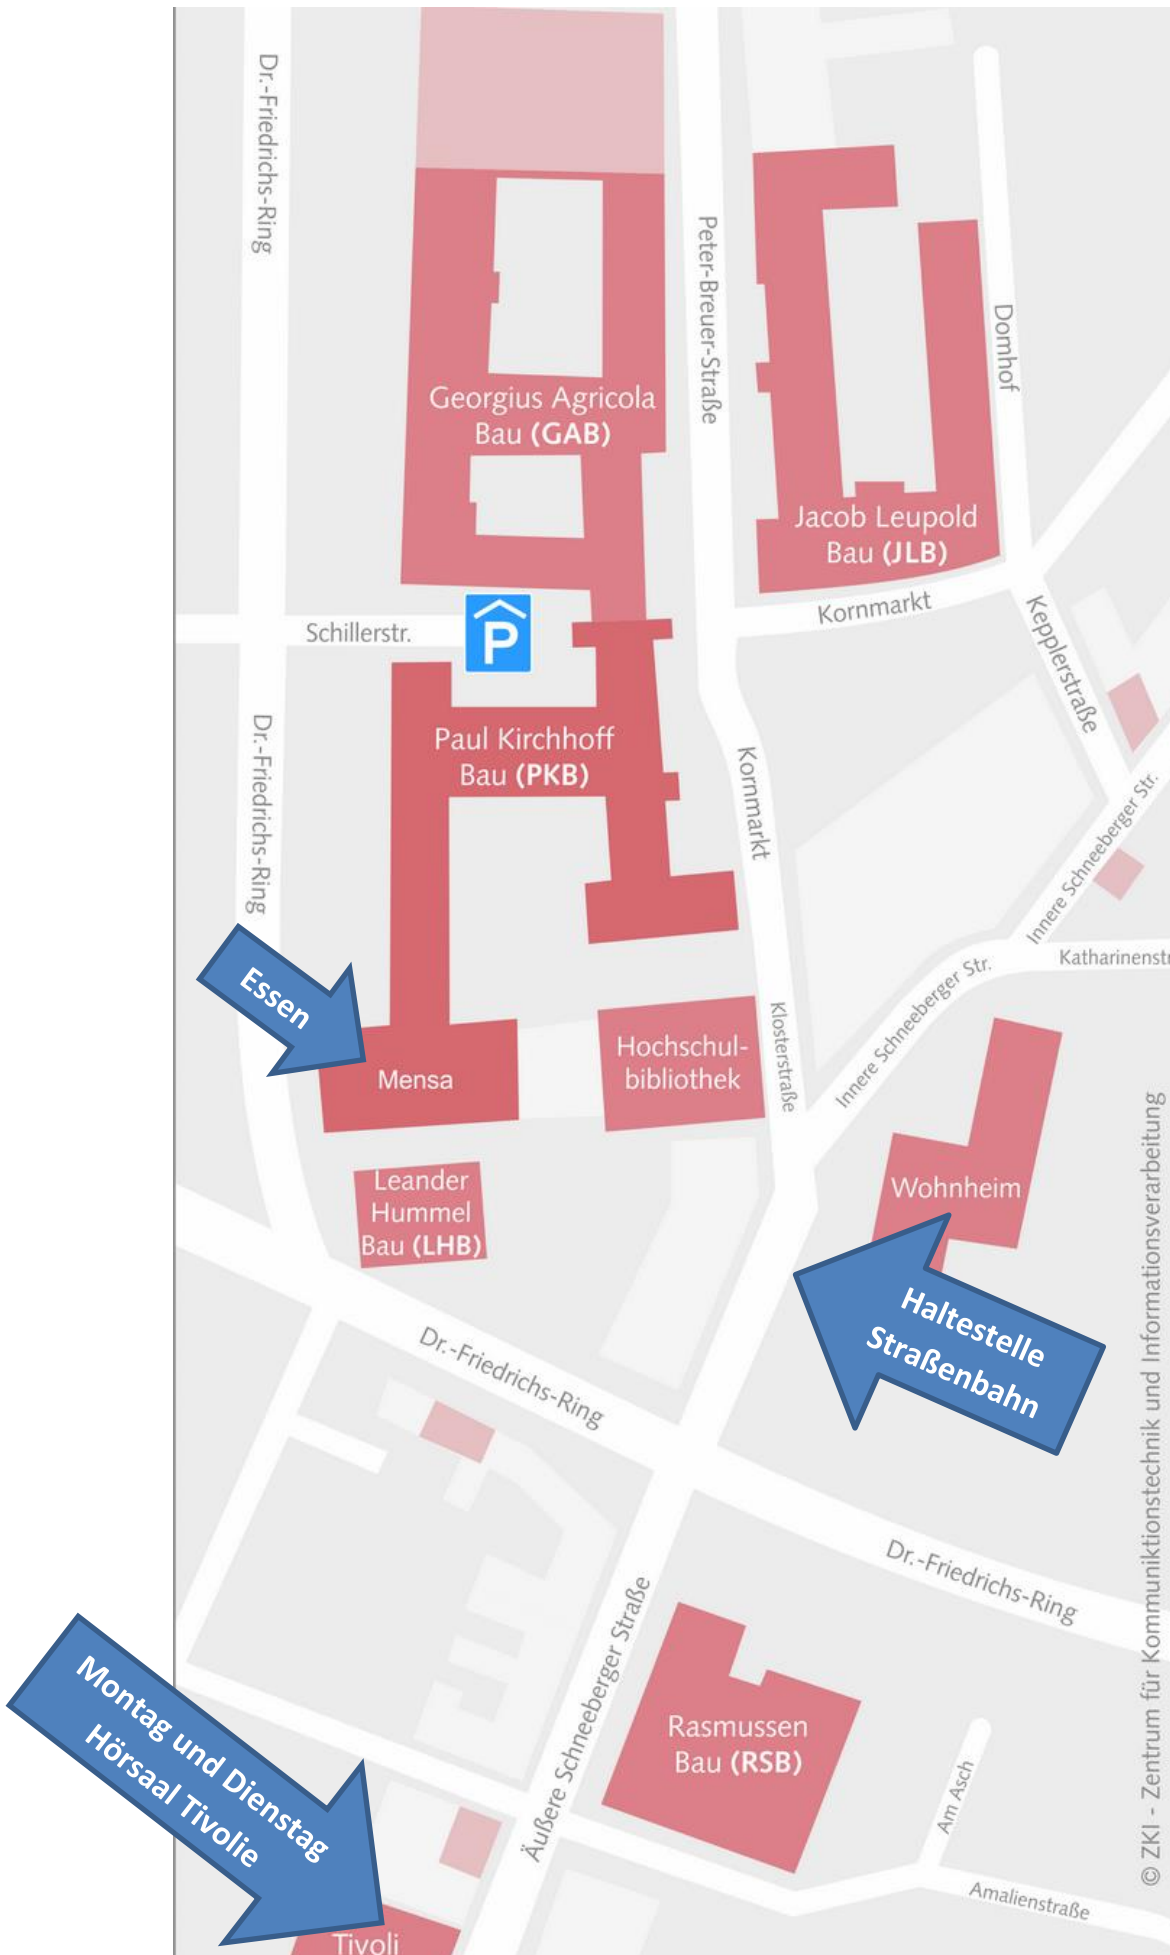 Dr.-Friedrichs-Ring
Peter-Breuer-Straße
Domhof
Georgius Agricola
Bau (GAB)
Jacob Leupold
Bau (JLB)
Kornmarkt
Kepplerstraße
Schillerstr.
P
Dr.-Friedrichs-Ring
Paul Kirchhoff
Bau (PKB)
Kornmarkt
Innere Schneeberger Str.
Katharinenstr
Innere Schneeberger Str.
Essen
Mensa
Hochschul-
bibliothek
Klosterstraße
Leander
Hummel
Bau (LHB)
Wohnheim
Haltestelle
Straßenbahn
Dr.-Friedrichs-Ring
Dr.-Friedrichs-Ring
Äußere Schneeberger Straße
Rasmussen
Bau (RSB)
Am Asch
Amalienstraße
Montag und Dienstag
Hörsaal Tivolie
Tivoli
© ZKI - Zentrum für Kommuniktionstechnik und Informationsverarbeitung